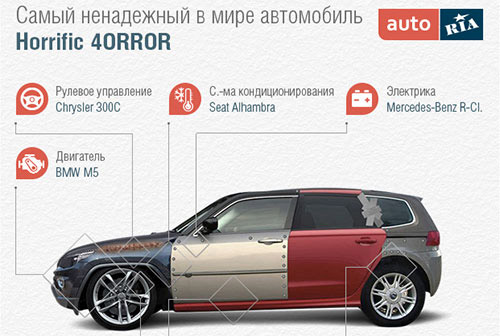 Самый ненадежный в мире автомобиль
Horrific 4ORROR
auto RIA
Рулевое управление
Chrysler 300C
С.-ма кондиционирования
Seat Alhambra
Электрика
Mercedes-Benz R-Cl.
Двигатель
BMW M5